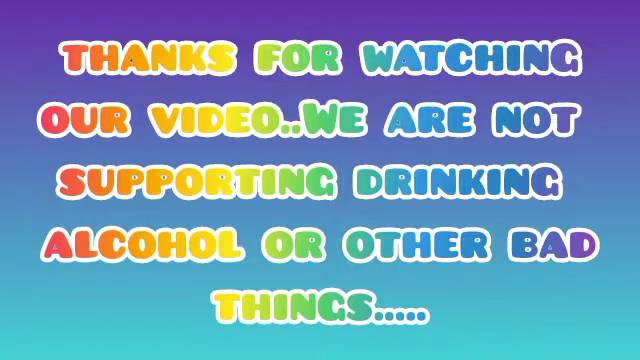 THANKS FOR WATCHING
OUR VIDEO..WE ARE NOT
SUPPORTING DRINKING
ALCOHOL OR OTHER BAD
THINGS.....